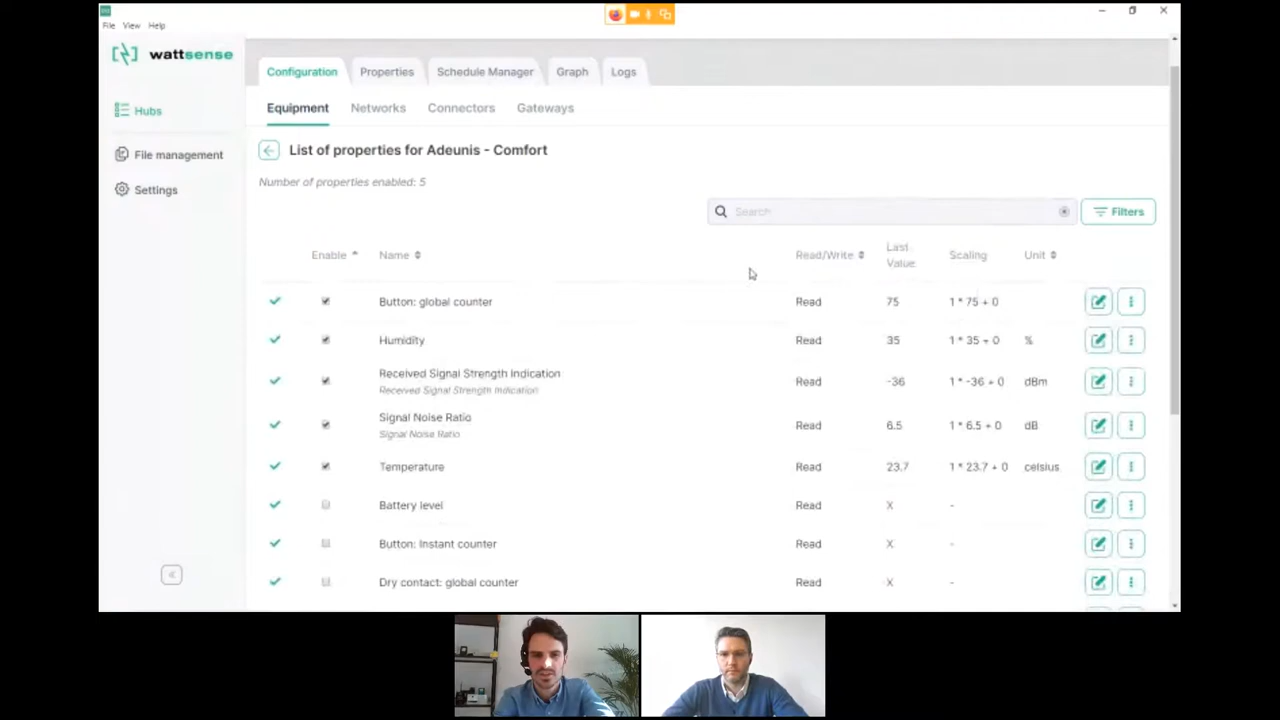 File View Help
wattsense
Hubs
File management
Settings
Configuration Properties Schedule Manager Graph Logs
Equipment Networks Connectors Gateways
List of properties for Adeunis - Comfort
Number of properties enabled: 5
Search
Filters
Enable Name Read/Write Last Value Scaling Unit
Button: global counter Read 75 1 * 75 + 0
Humidity Read 35 1 * 35 + 0 %
Received Signal Strength Indication Read -36 1 * -36 + 0 dBm
Received Signal Strength Indication
Signal Noise Ratio Read 6.5 1 * 6.5 + 0 dB
Signal Noise Ratio
Temperature Read 23.7 1 * 23.7 + 0 celsius
Battery level Read X -
Button: Instant counter Read X -
Dry contact: global counter Read X -